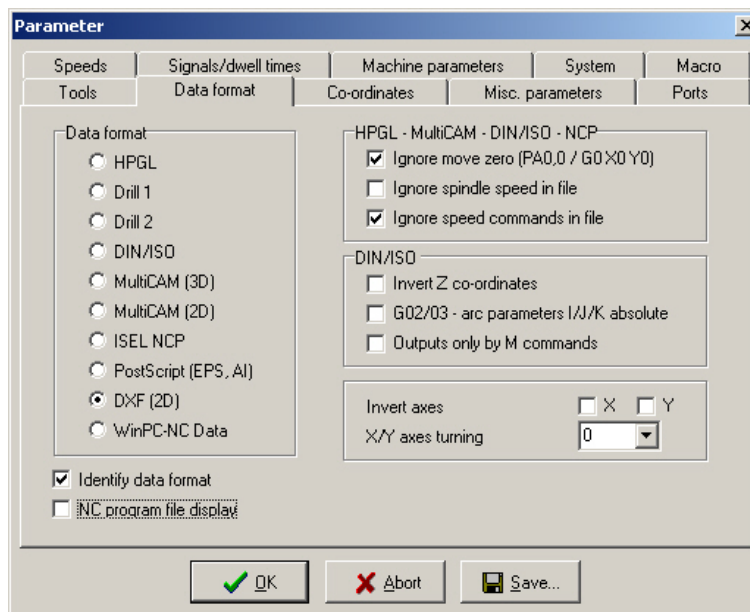 Parameter
Speeds
Signals/dwell times
Machine parameters
System
Macro
Tools
Data format
Co-ordinates
Misc. parameters
Ports
Data format
HPGL
Drill 1
Drill 2
DIN/ISO
MultiCAM (3D)
MultiCAM (2D)
ISEL NCP
PostScript (EPS, AI)
DXF (2D)
WinPC-NC Data
Identify data format
NC program file display
HPGL - MultiCAM - DIN/ISO - NCP
Ignore move zero (PA0,0 / G0 X0 Y0)
Ignore spindle speed in file
Ignore speed commands in file
DIN/ISO
Invert Z co-ordinates
G02/03 - arc parameters I/J/K absolute
Outputs only by M commands
Invert axes X Y
X/Y axes turning 0
OK
Abort
Save...